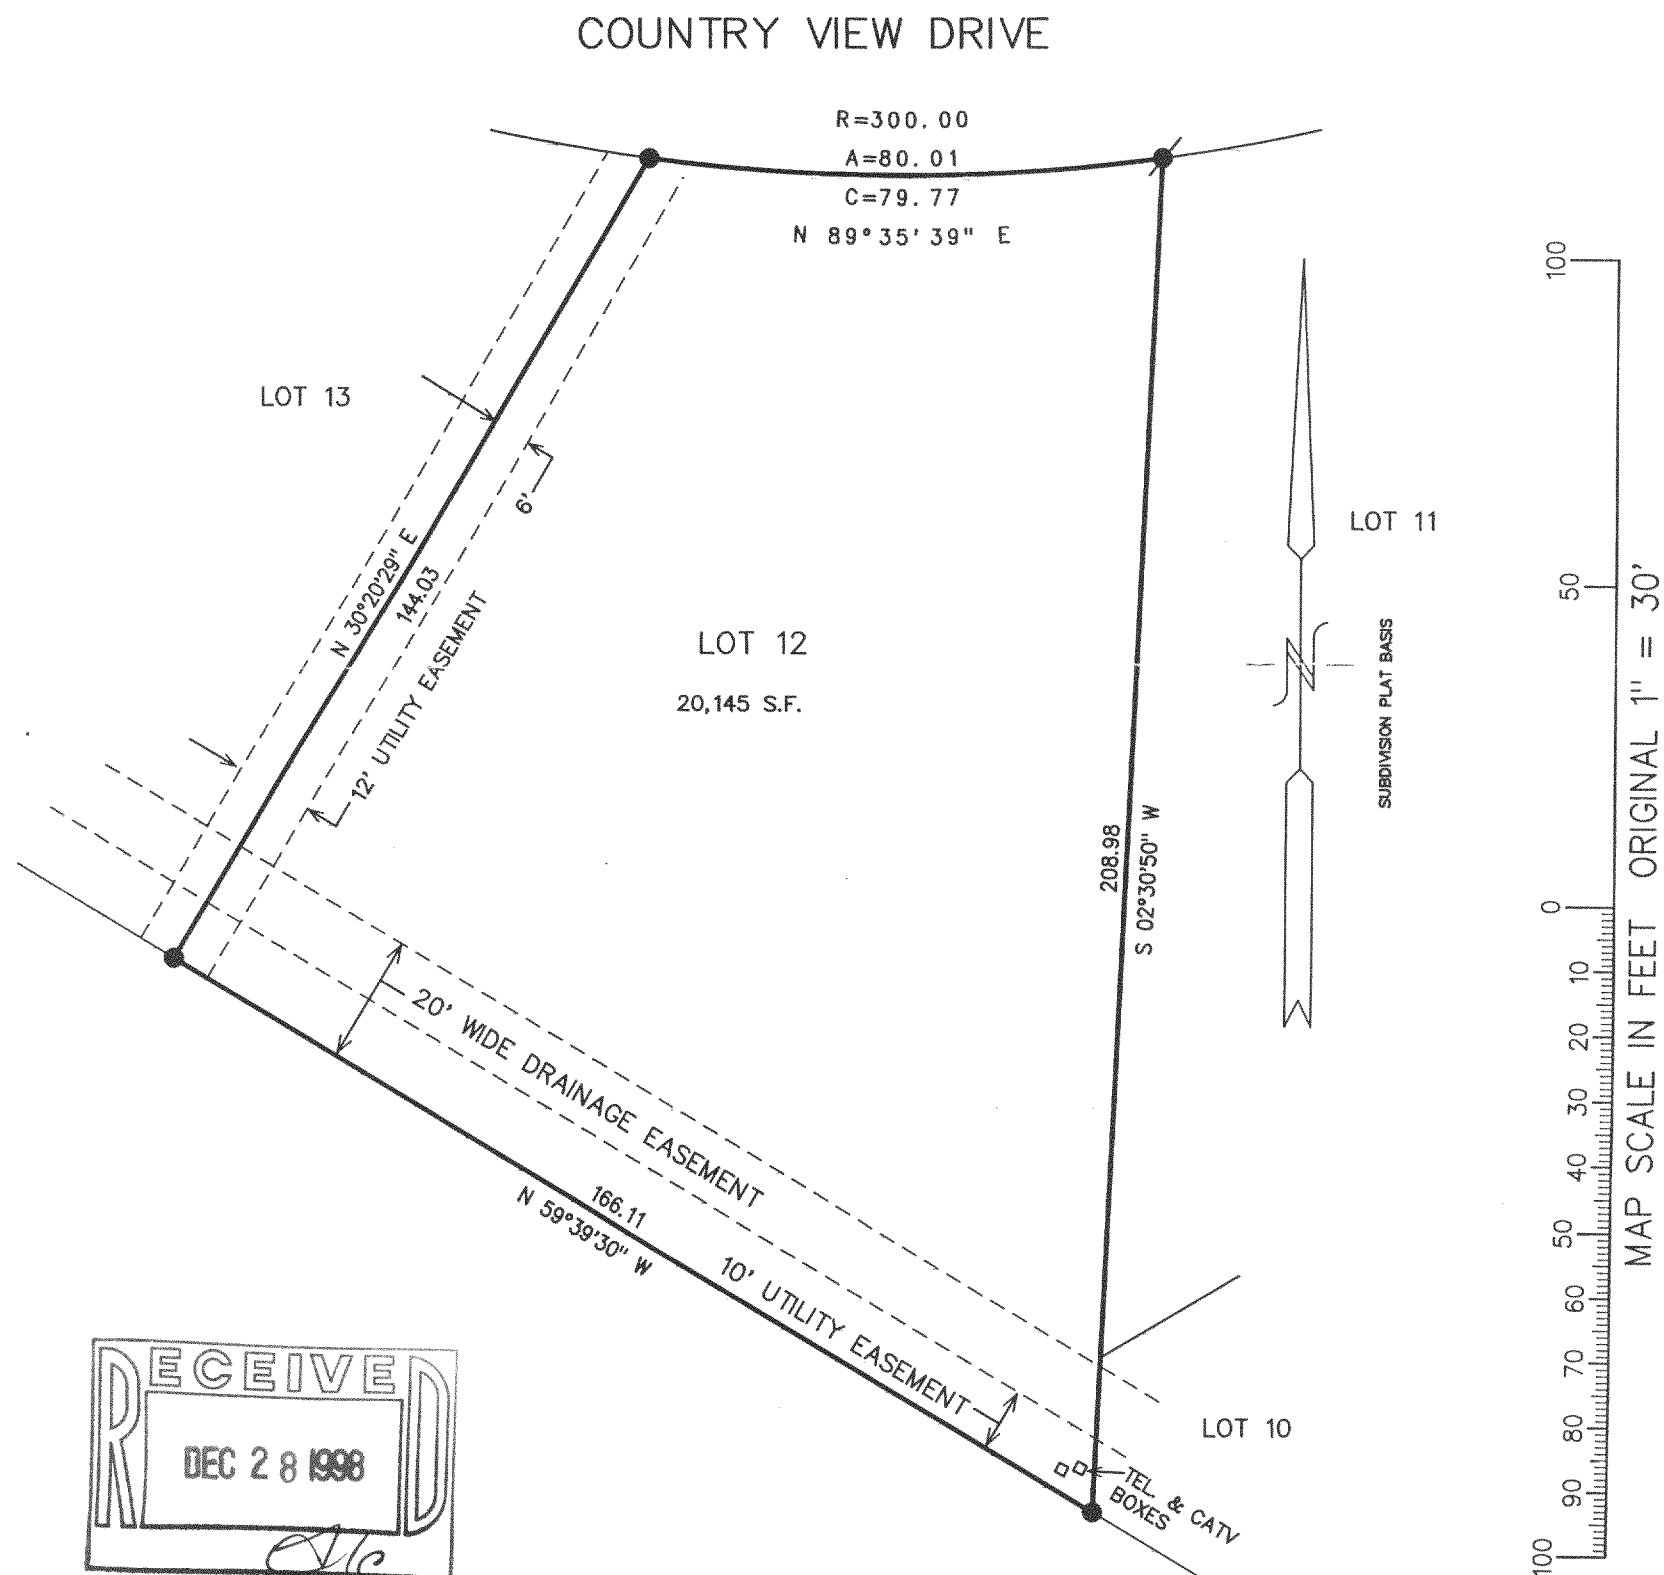 COUNTRY VIEW DRIVE
R=300.00
A=80.01
C=79.77
N 89°35'39" E
LOT 13
6'
N 30°20'29" E
144.03
12' UTILITY EASEMENT
LOT 12
20,145 S.F.
208.98
S 02°30'50" W
LOT 11
N
SUBDIVISION PLAT BASIS
20' WIDE DRAINAGE EASEMENT
166.11
N 59°39'30" W
10' UTILITY EASEMENT
LOT 10
TEL. & CATV
BOXES
RECEIVED
DEC 28 1998
100
50
0
10
20
30
40
50
60
70
80
90
100
MAP SCALE IN FEET ORIGINAL 1" = 30'